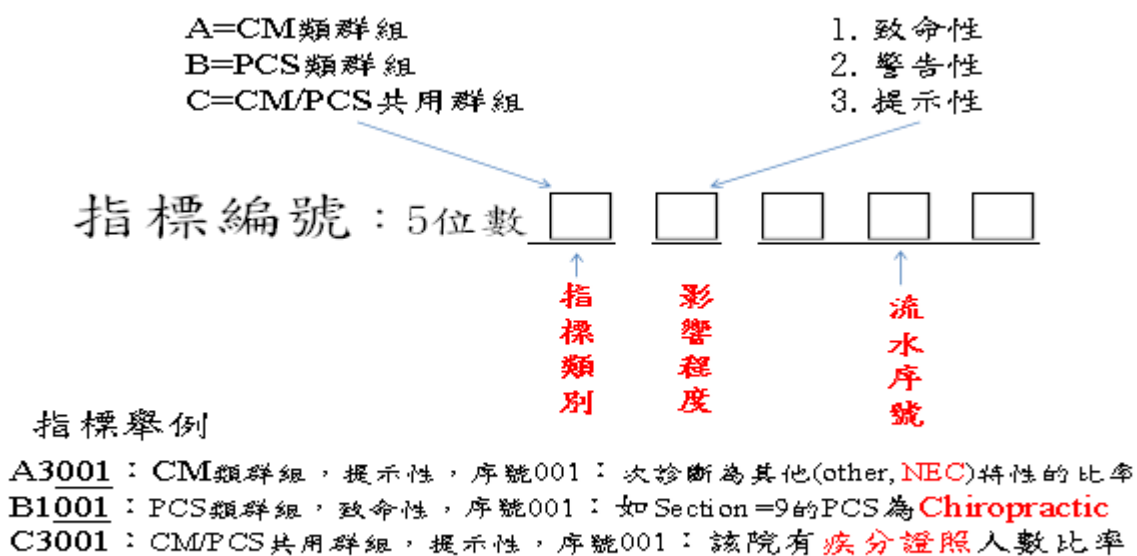 A=CM類群組
B=PCS類群組
C=CM/PCS共用群組
1. 致命性
2. 警告性
3. 提示性
指標編號：5位數
指標類別
影響程度
流水序號
指標舉例
A3001：CM類群組，提示性，序號001：次診斷為其他(other, NEC)特性的比率
B1001：PCS類群組，致命性，序號001：如Section=9的PCS為Chiropractic
C3001：CM/PCS共用群組，提示性，序號001：該院有疾分證照人數比率